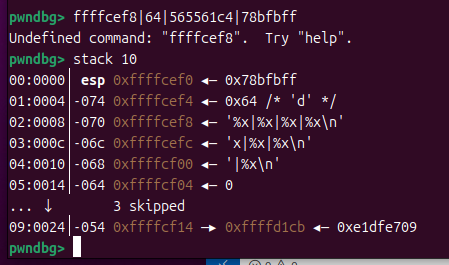 pwndbg> ffffcef8|64|565561c4|78bfbff
Undefined command: "ffffcef8".  Try "help".
pwndbg> stack 10
00:0000│ esp 0xffffcef0 ◂— 0x78bfbff
01:0004│-074 0xffffcef4 ◂— 0x64 /* 'd' */
02:0008│-070 0xffffcef8 ◂— '%x|%x|%x|%x\n'
03:000c│-06c 0xffffcefc ◂— 'x|%x|%x\n'
04:0010│-068 0xffffcf00 ◂— '|%x\n'
05:0014│-064 0xffffcf04 ◂— 0
... ↓        3 skipped
09:0024│-054 0xffffcf14 —▸ 0xffffd1cb ◂— 0xe1dfe709
pwndbg>